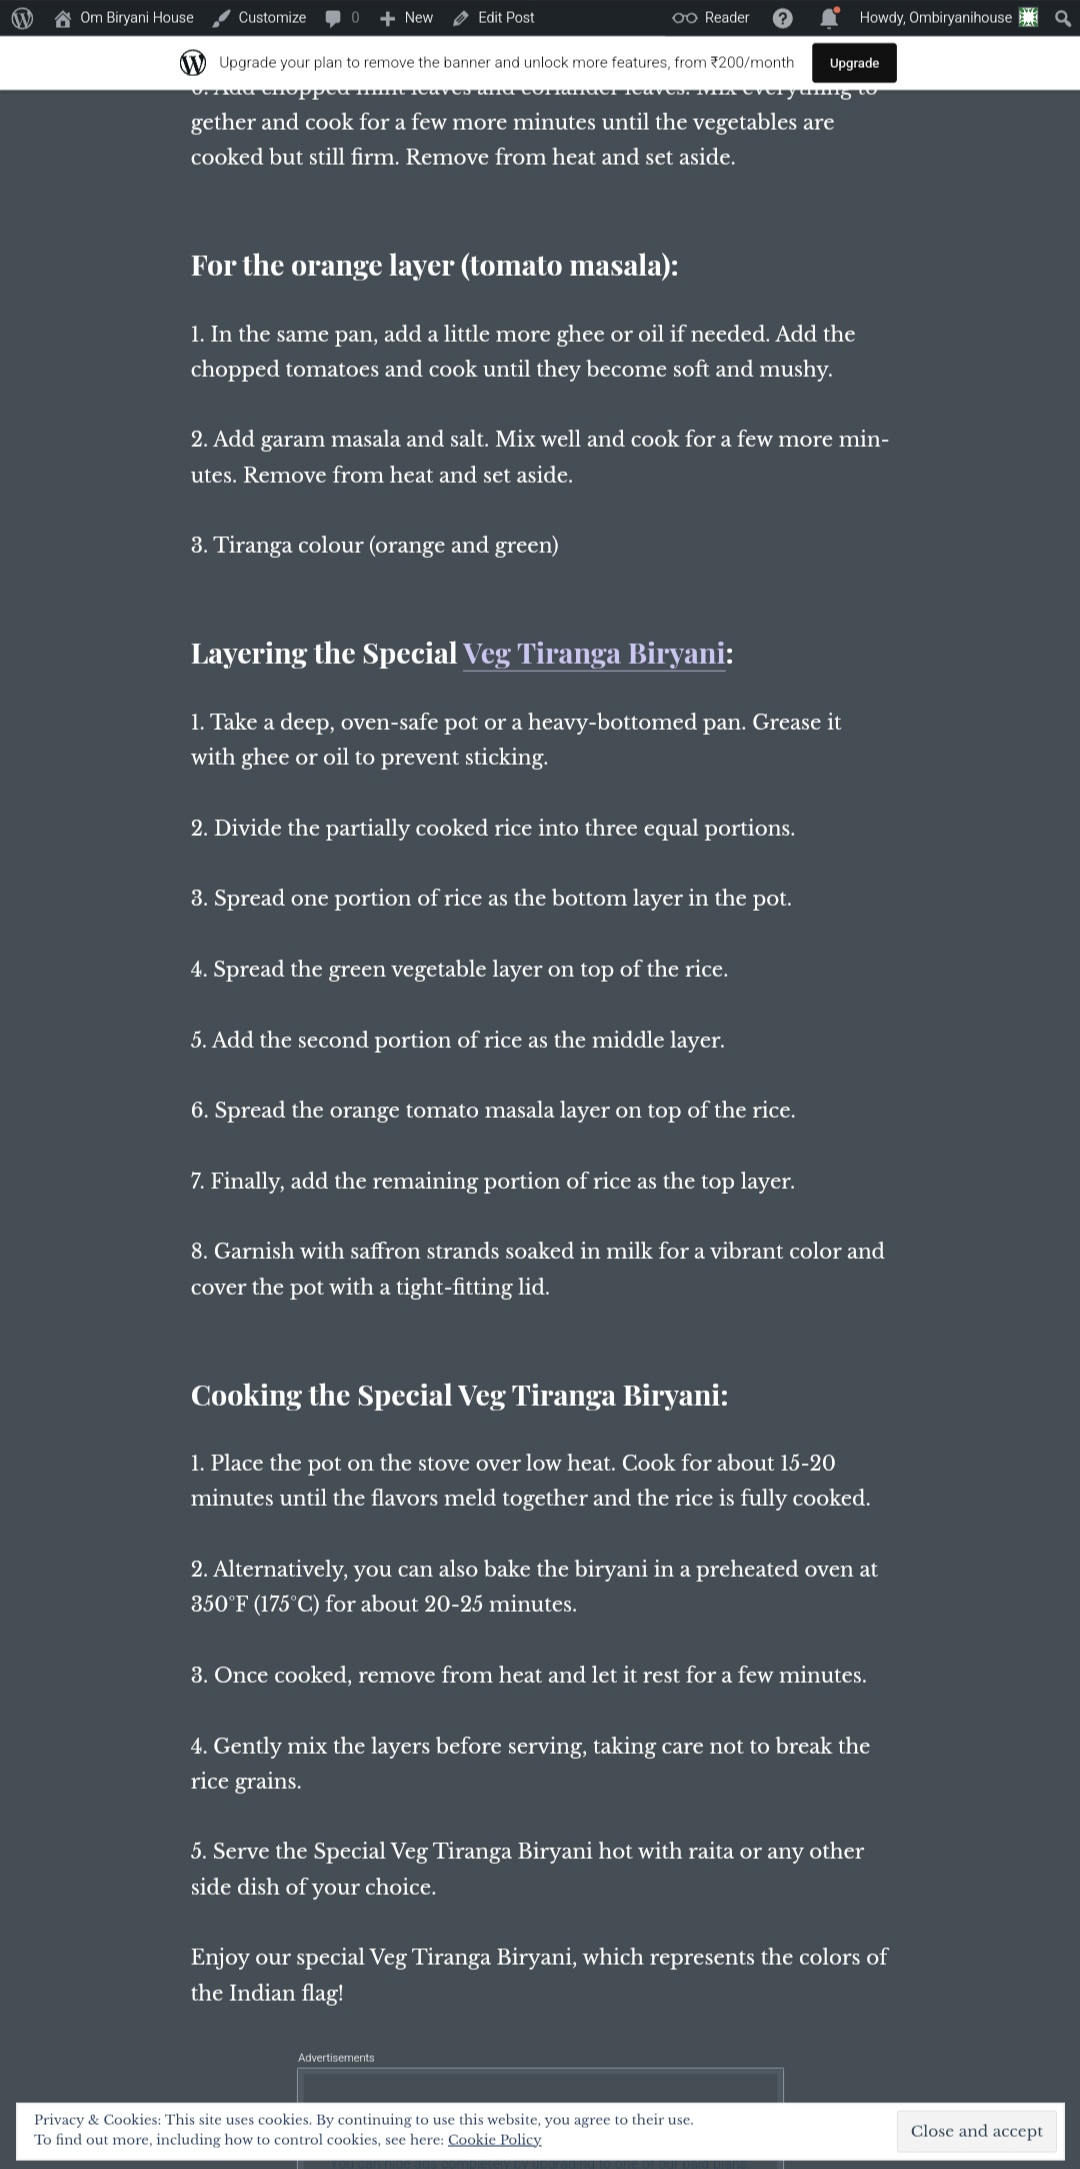 Om Biryani House Customize 0 New Edit Post Reader Howdy, Ombiryanihouse
Upgrade your plan to remove the banner and unlock more features, from ₹200/month Upgrade
6. Add chopped mint leaves and coriander leaves. Mix everything to
gether and cook for a few more minutes until the vegetables are
cooked but still firm. Remove from heat and set aside.
For the orange layer (tomato masala):
1. In the same pan, add a little more ghee or oil if needed. Add the
chopped tomatoes and cook until they become soft and mushy.
2. Add garam masala and salt. Mix well and cook for a few more min-
utes. Remove from heat and set aside.
3. Tiranga colour (orange and green)
Layering the Special Veg Tiranga Biryani:
1. Take a deep, oven-safe pot or a heavy-bottomed pan. Grease it
with ghee or oil to prevent sticking.
2. Divide the partially cooked rice into three equal portions.
3. Spread one portion of rice as the bottom layer in the pot.
4. Spread the green vegetable layer on top of the rice.
5. Add the second portion of rice as the middle layer.
6. Spread the orange tomato masala layer on top of the rice.
7. Finally, add the remaining portion of rice as the top layer.
8. Garnish with saffron strands soaked in milk for a vibrant color and
cover the pot with a tight-fitting lid.
Cooking the Special Veg Tiranga Biryani:
1. Place the pot on the stove over low heat. Cook for about 15-20
minutes until the flavors meld together and the rice is fully cooked.
2. Alternatively, you can also bake the biryani in a preheated oven at
350°F (175°C) for about 20-25 minutes.
3. Once cooked, remove from heat and let it rest for a few minutes.
4. Gently mix the layers before serving, taking care not to break the
rice grains.
5. Serve the Special Veg Tiranga Biryani hot with raita or any other
side dish of your choice.
Enjoy our special Veg Tiranga Biryani, which represents the colors of
the Indian flag!
Advertisements
Privacy & Cookies: This site uses cookies. By continuing to use this website, you agree to their use.
To find out more, including how to control cookies, see here: Cookie Policy
Close and accept